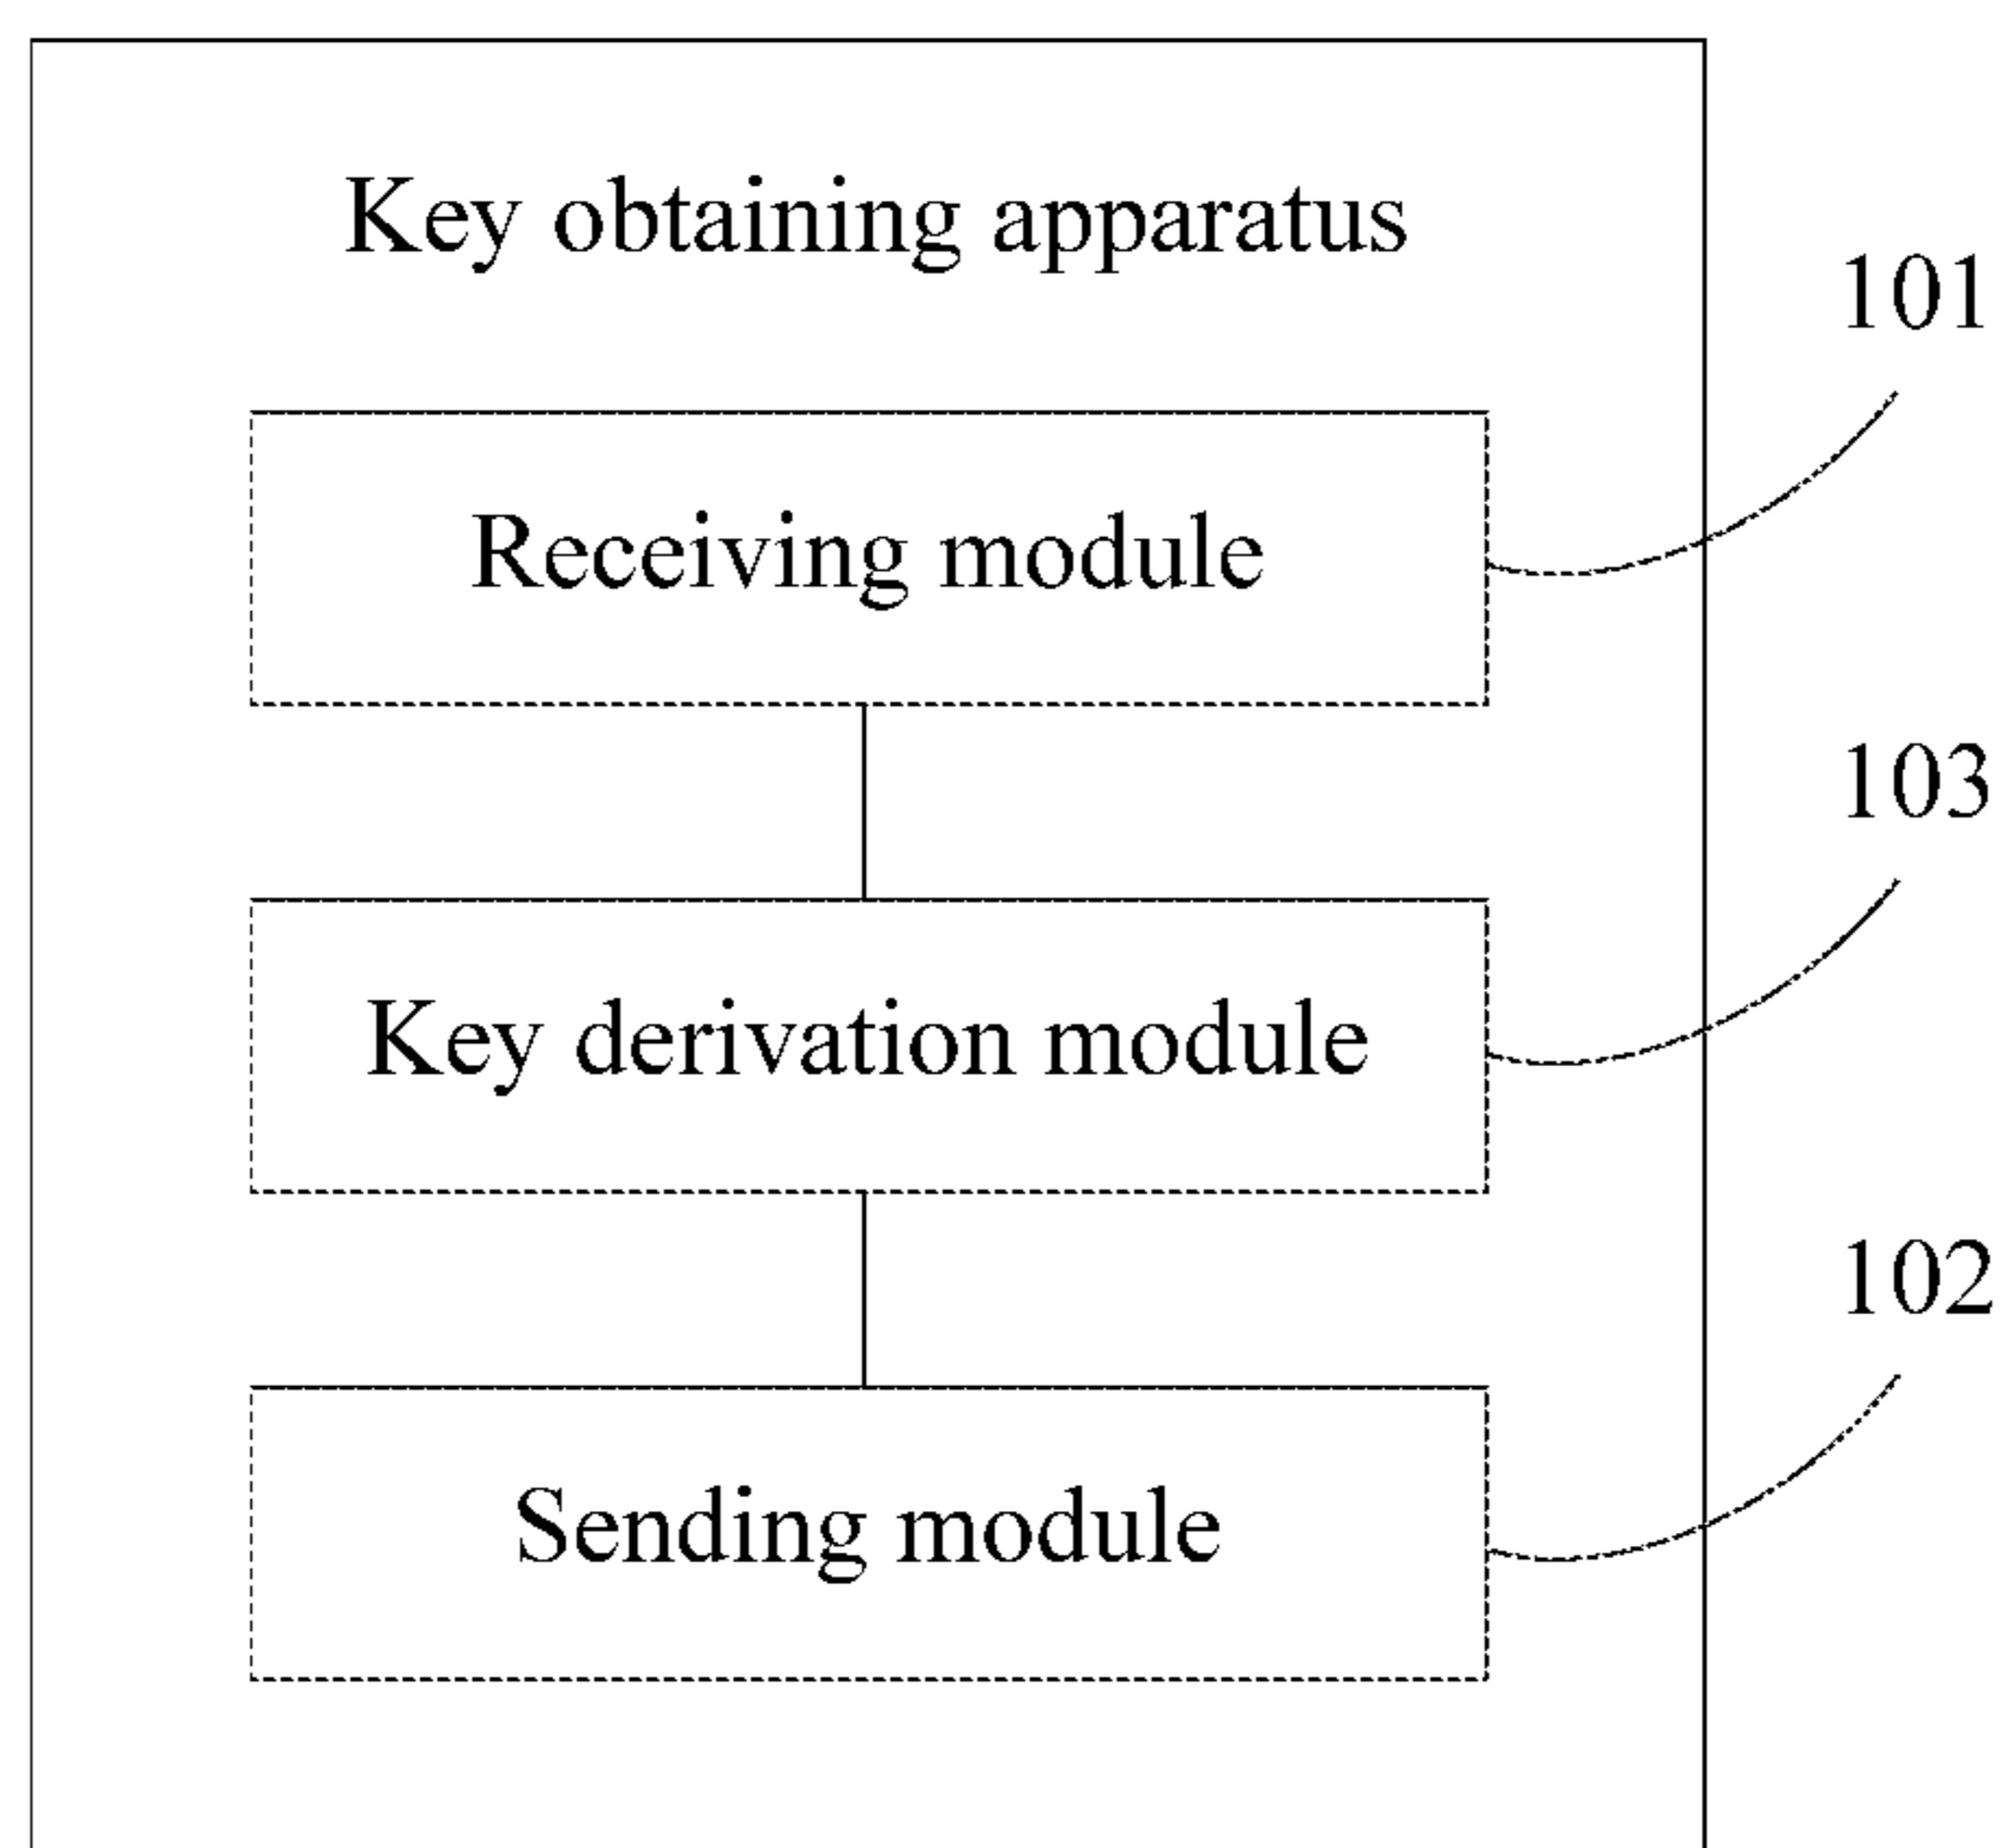 Key obtaining apparatus
101
Receiving module
103
Key derivation module
102
Sending module